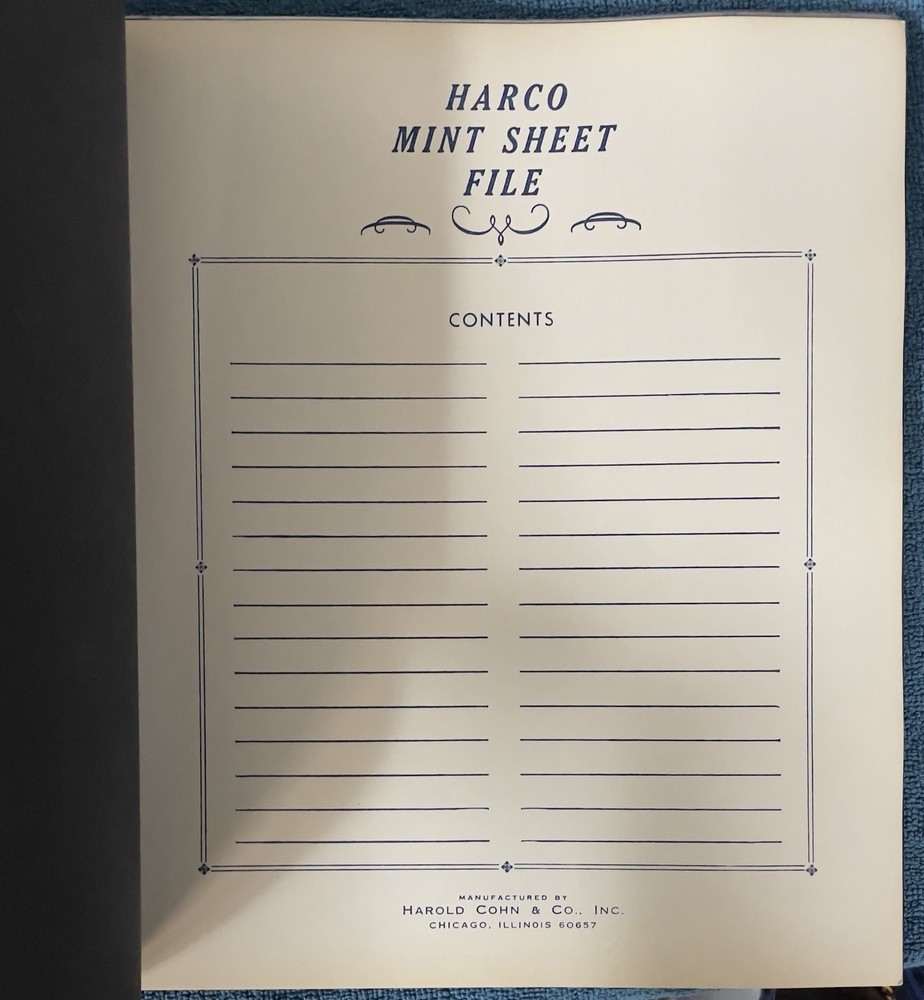 HARCO
MINT SHEET
FILE
CONTENTS
MANUFACTURED BY
HAROLD COHN & CO., INC.
CHICAGO, ILLINOIS 60657